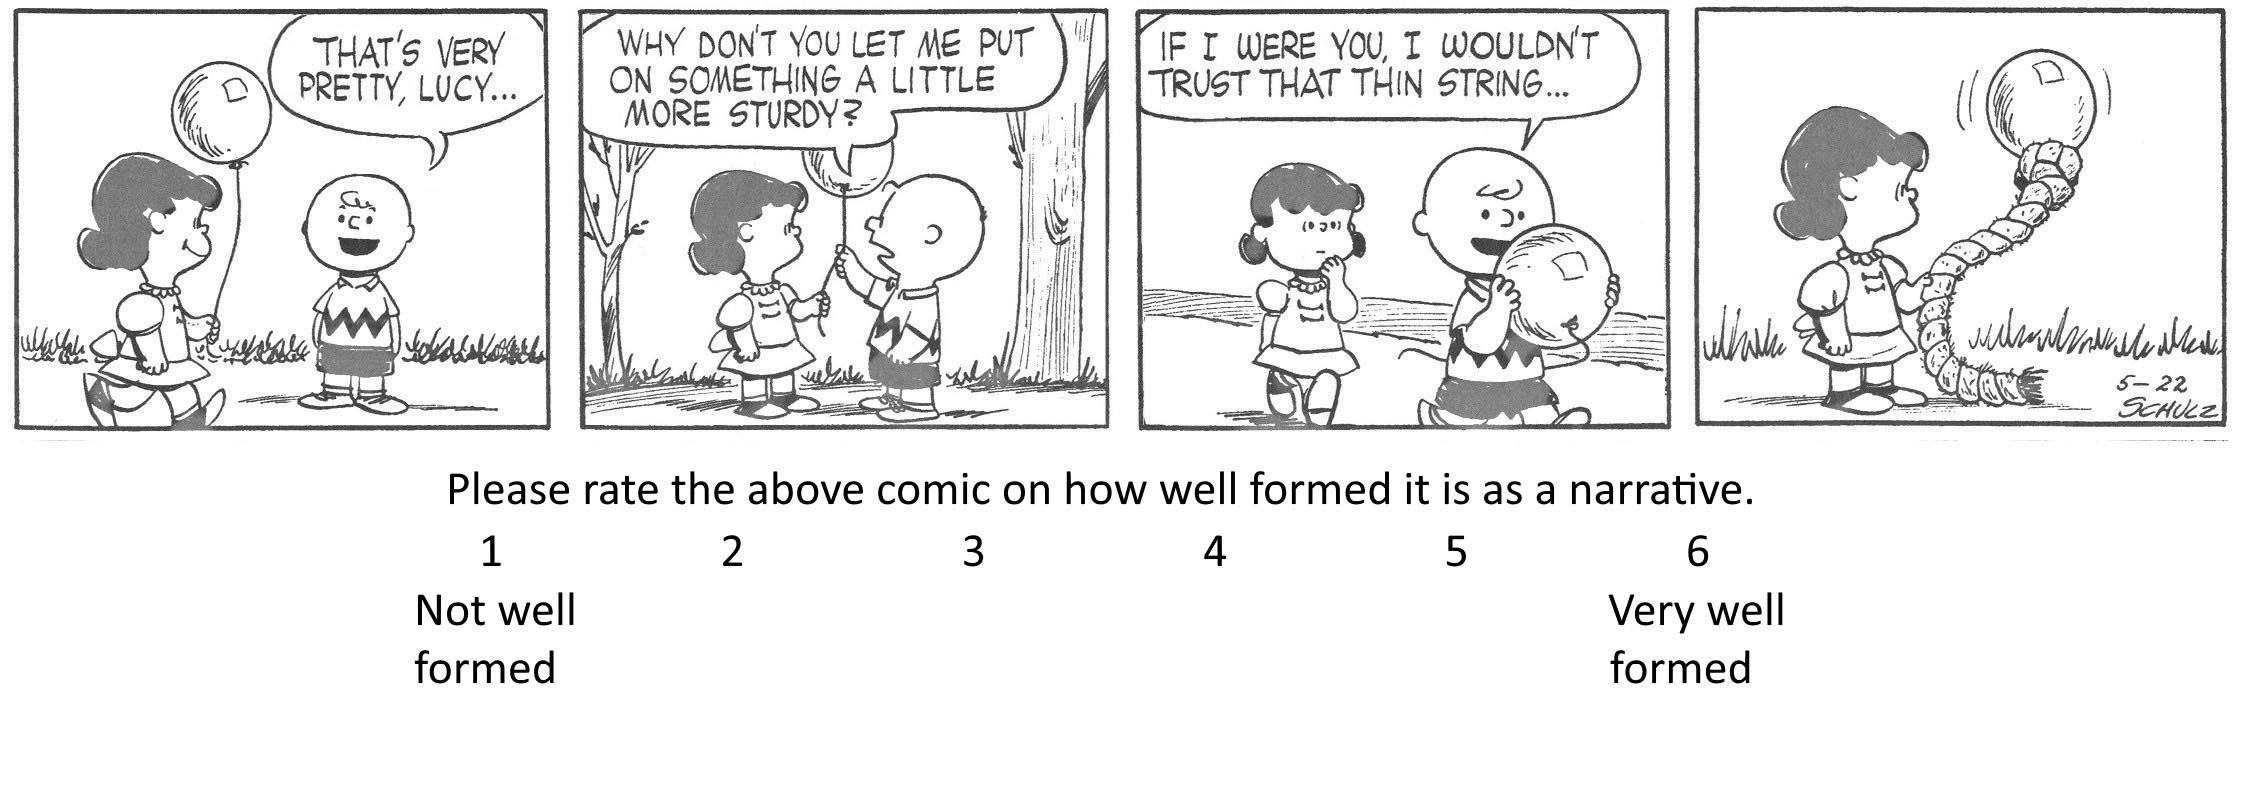 THAT'S VERY
PRETTY, LUCY...
WHY DON'T YOU LET ME PUT
ON SOMETHING A LITTLE
MORE STURDY?
IF I WERE YOU, I WOULDN'T
TRUST THAT THIN STRING...
5-22
SCHULZ
Please rate the above comic on how well formed it is as a narrative.
1 2 3 4 5 6
Not well Very well
formed formed